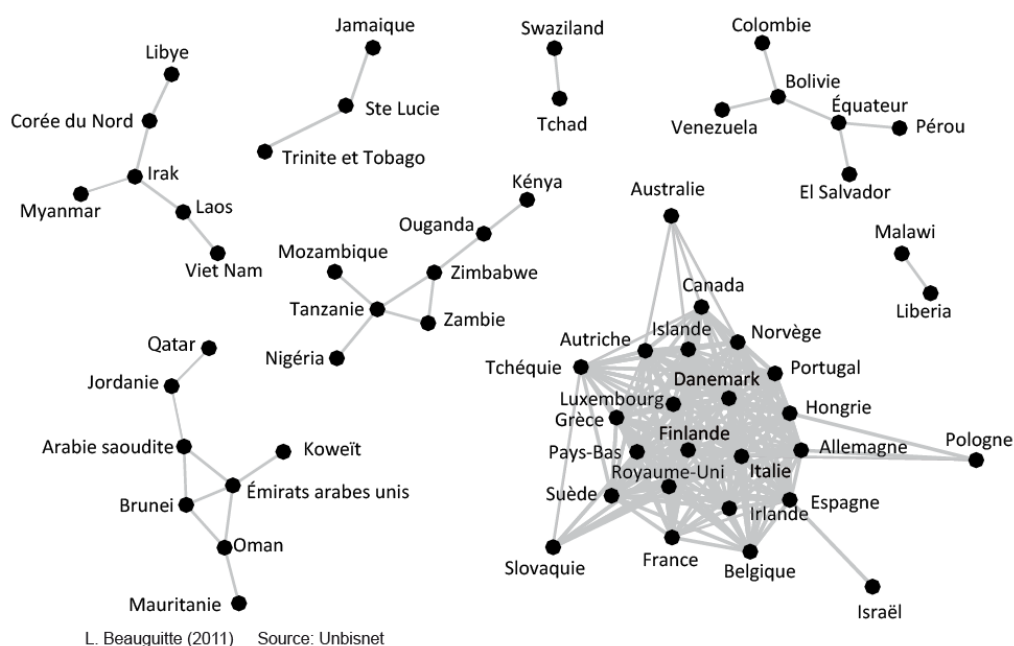 Jamaique
Swaziland
Colombie
Libye
Bolivie
Équateur
Corée du Nord
Ste Lucie
Tchad
Venezuela
Pérou
Trinite et Tobago
Irak
Kénya
El Salvador
Myanmar
Laos
Australie
Ouganda
Malawi
Mozambique
Viet Nam
Zimbabwe
Canada
Tanzanie
Zambie
Liberia
Autriche
Islande
Norvège
Qatar
Nigéria
Tchéquie
Portugal
Jordanie
Danemark
Luxembourg
Hongrie
Grèce
Arabie saoudite
Koweït
Finlande
Allemagne
Pologne
Pays-Bas
Royaume-Uni
Italie
Émirats arabes unis
Suède
Espagne
Brunei
Irlande
Oman
France
Slovaquie
Belgique
Mauritanie
Israël
L. Beauguitte (2011) Source: Unbisnet